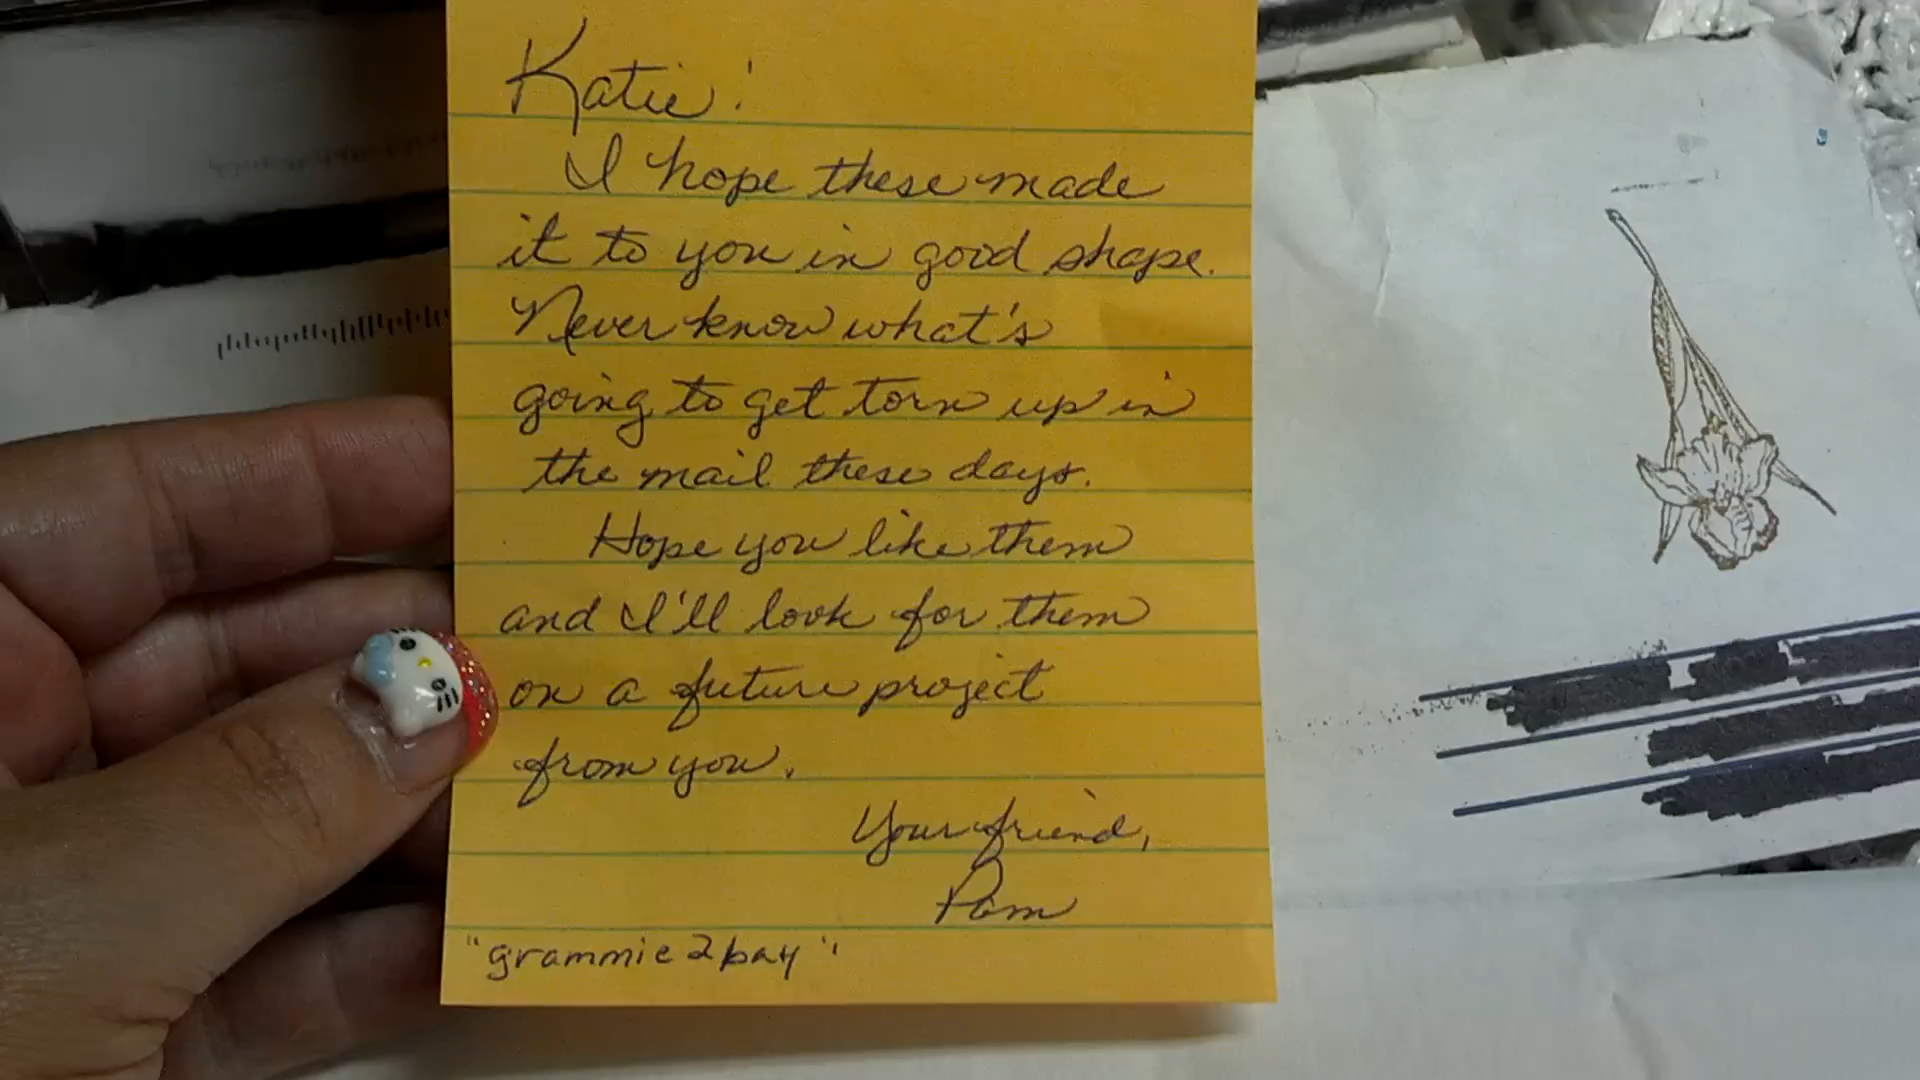 Katie!
I hope these made
it to you in good shape.
Never know what's
going to get torn up in
the mail these days.
Hope you like them
and I'll look for them
on a future project
from you.
Your friend,
Pam
"grammie2bay"